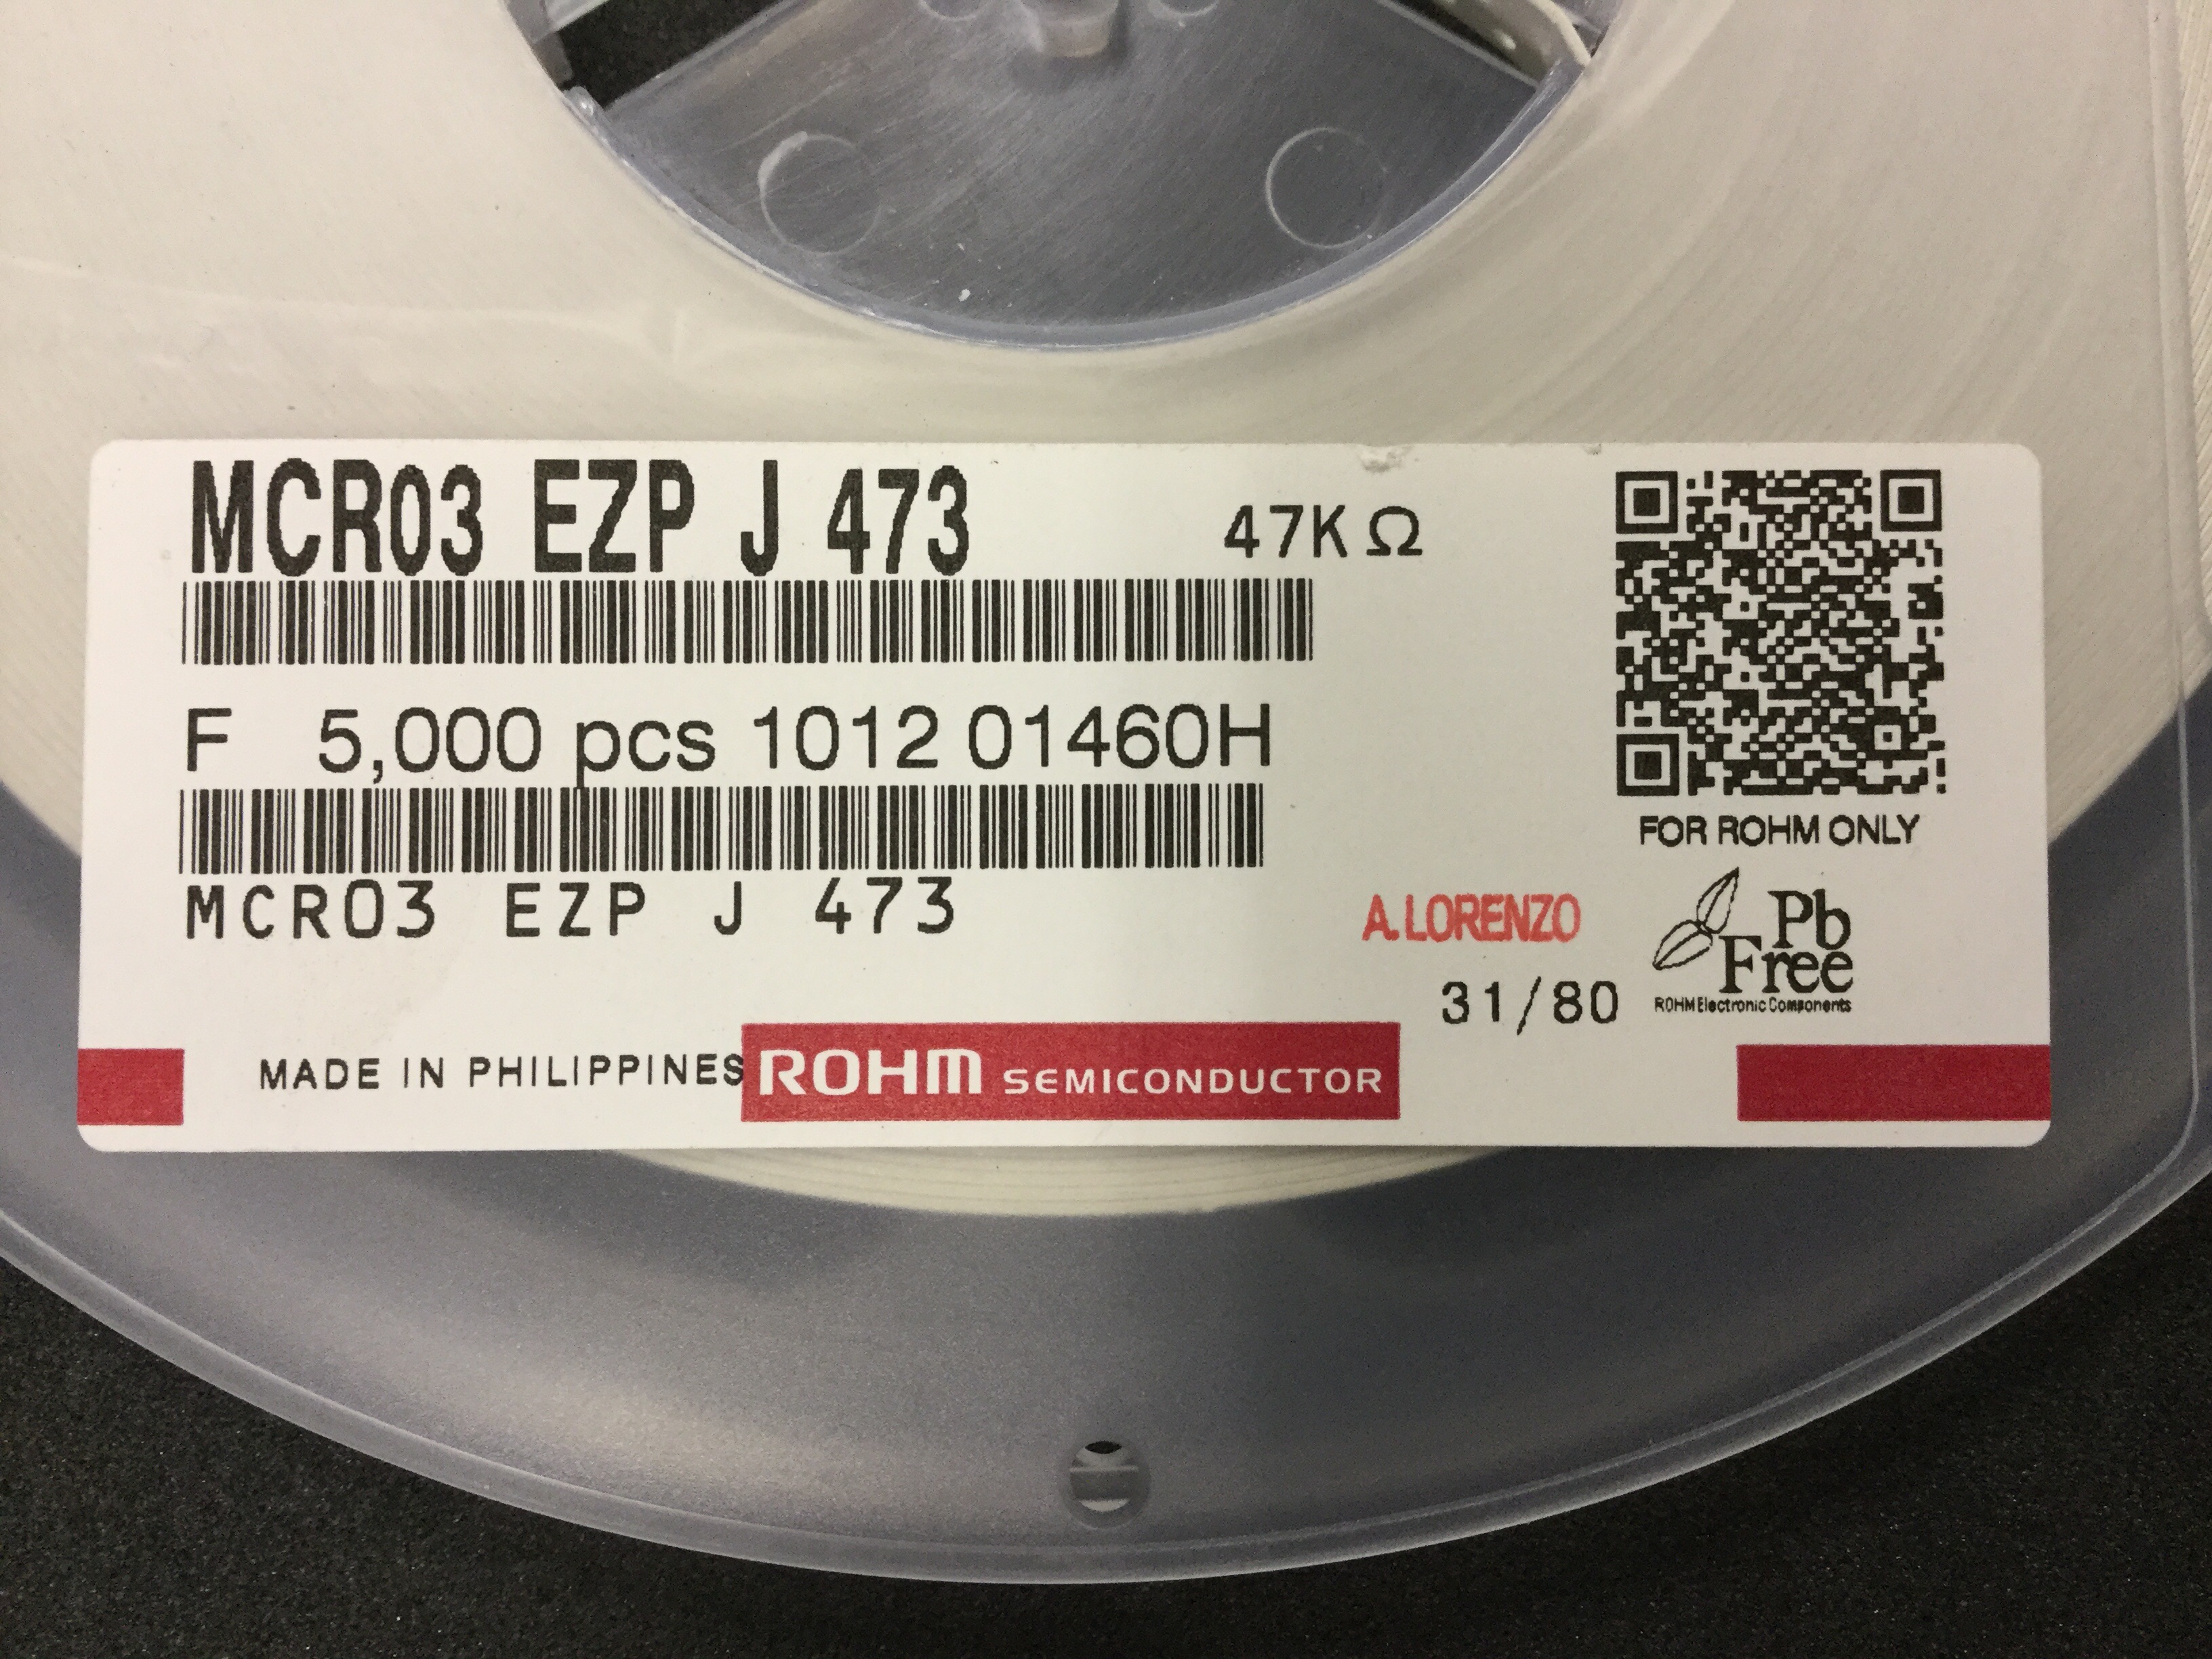 MCR03 EZP J 473
47KΩ
F 5,000 pcs 1012 01460H
FOR ROHM ONLY
MCR03 EZP J 473
A.LORENZO
Pb
Free
ROHM Electronic Components
31/80
MADE IN PHILIPPINES
ROHM SEMICONDUCTOR